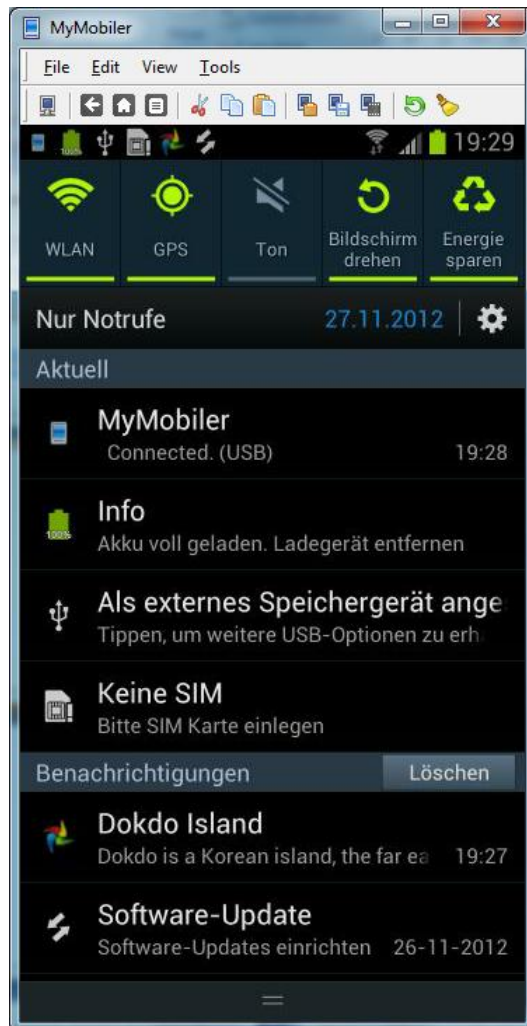 MyMobiler
File Edit View Tools
100% 19:29
WLAN GPS Ton Bildschirm drehen Energie sparen
Nur Notrufe 27.11.2012
Aktuell
MyMobiler
Connected. (USB) 19:28
Info
100% Akku voll geladen. Ladegerät entfernen
Als externes Speichergerät ange
Tippen, um weitere USB-Optionen zu erh
Keine SIM
Bitte SIM Karte einlegen
Benachrichtigungen Löschen
Dokdo Island
Dokdo is a Korean island, the far ea 19:27
Software-Update
Software-Updates einrichten 26-11-2012